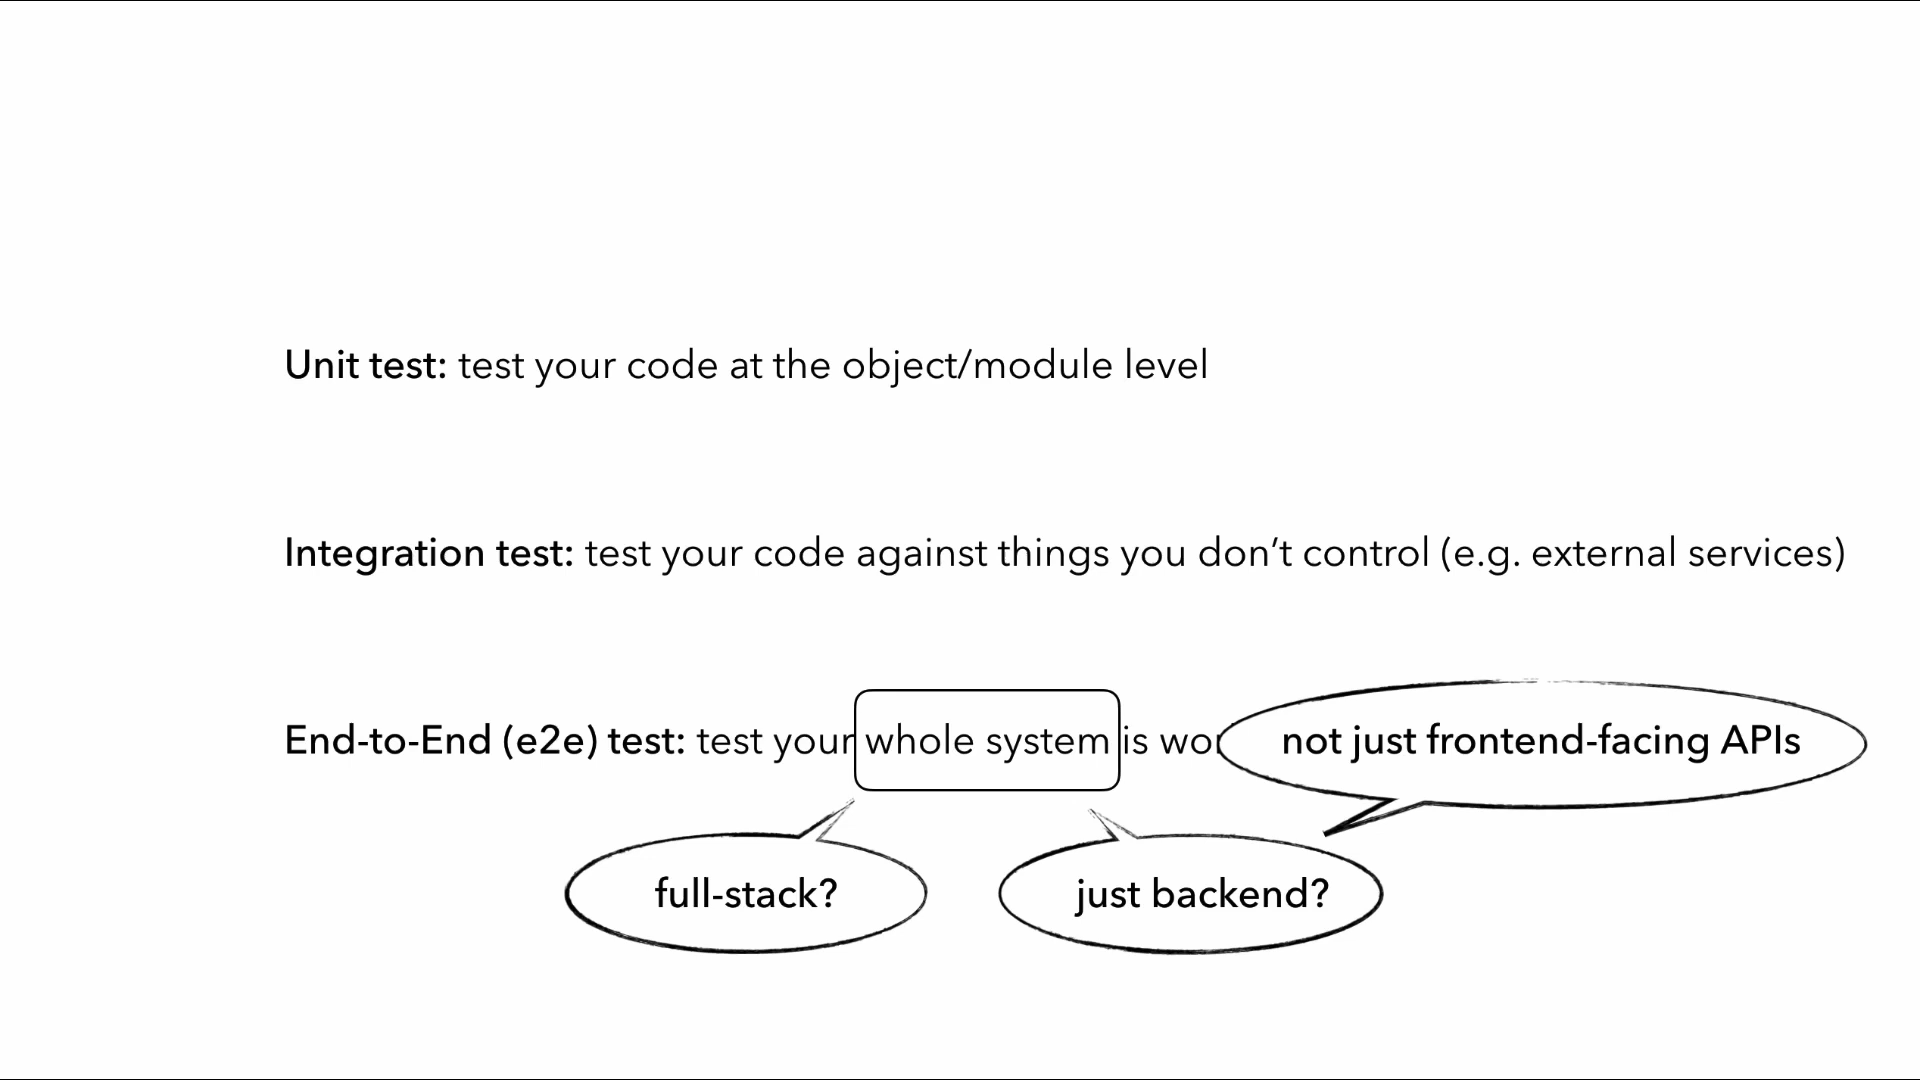 Unit test: test your code at the object/module level
Integration test: test your code against things you don’t control (e.g. external services)
End-to-End (e2e) test: test your whole system is
not just frontend-facing APIs
full-stack?
just backend?